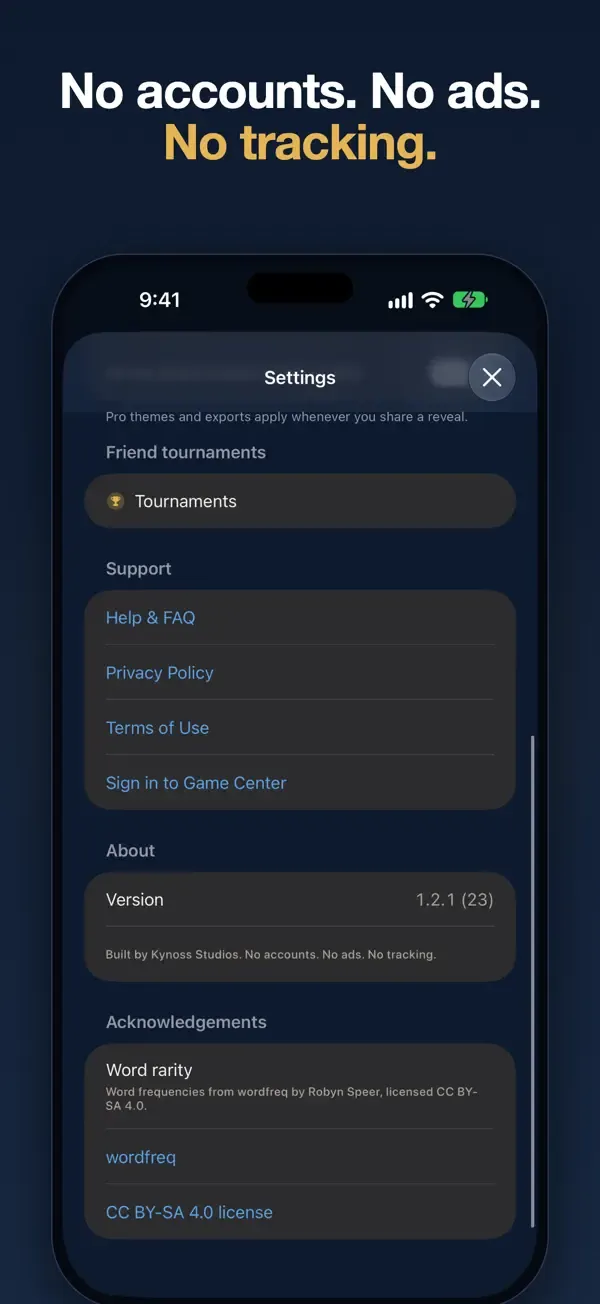 No accounts. No ads.
No tracking.
9:41
Settings
Pro themes and exports apply whenever you share a reveal.
Friend tournaments
Tournaments
Support
Help & FAQ
Privacy Policy
Terms of Use
Sign in to Game Center
About
Version 1.2.1 (23)
Built by Kynoss Studios. No accounts. No ads. No tracking.
Acknowledgements
Word rarity
Word frequencies from wordfreq by Robyn Speer, licensed CC BY-
SA 4.0.
wordfreq
CC BY-SA 4.0 license